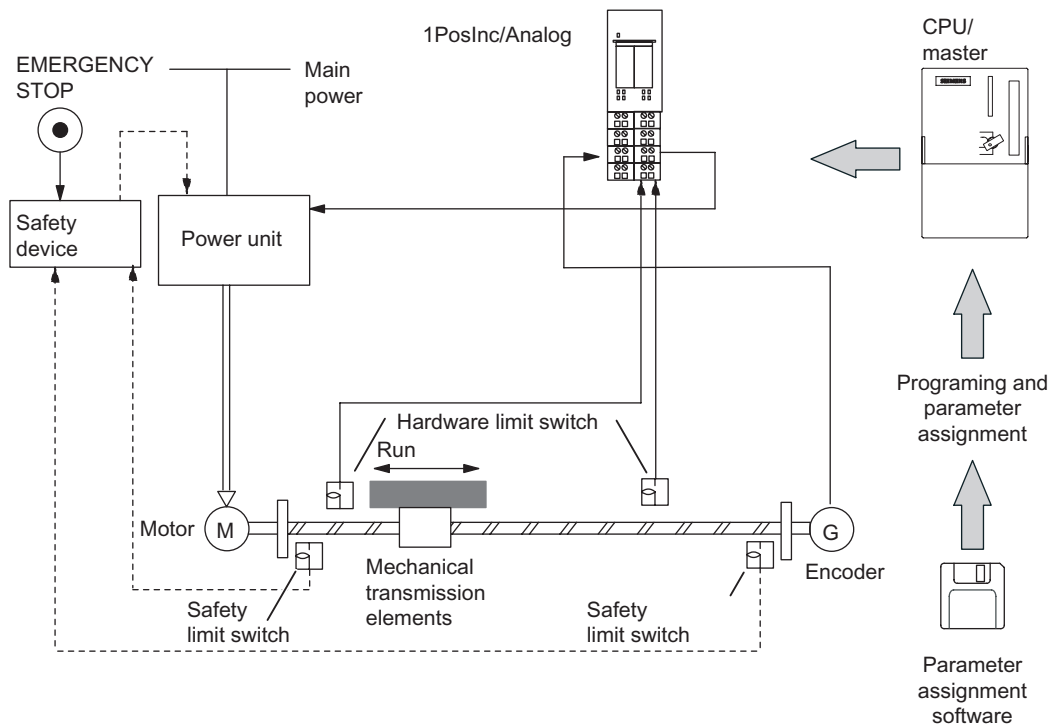 1PosInc/Analog
CPU/
master
EMERGENCY
STOP
Main
power
SIEMENS
Safety
device
Power unit
Programing and
parameter
assignment
Hardware limit switch
Run
Motor
M
G
Encoder
Mechanical
transmission
elements
Safety
limit switch
Safety
limit switch
Parameter
assignment
software